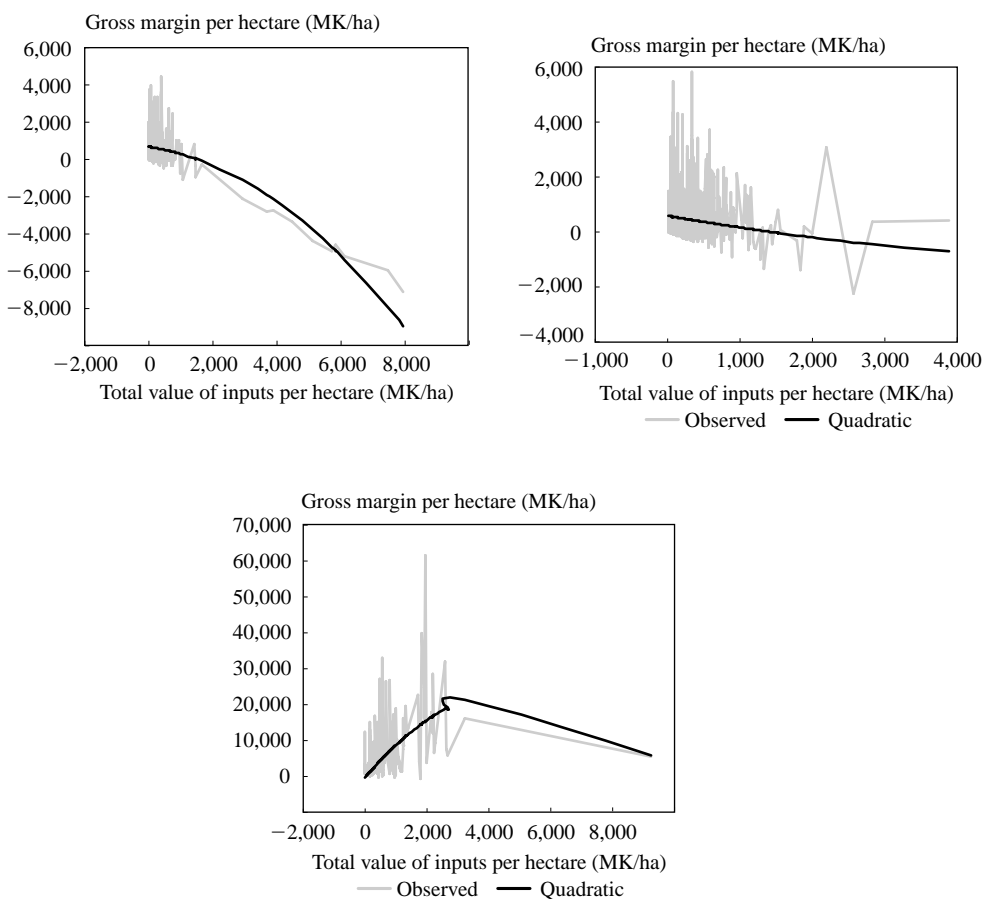 Gross margin per hectare (MK/ha)
6,000
4,000
2,000
0
−2,000
−4,000
−6,000
−8,000
−2,000 0 2,000 4,000 6,000 8,000
Total value of inputs per hectare (MK/ha)
Gross margin per hectare (MK/ha)
6,000
4,000
2,000
0
−2,000
−4,000
−1,000 0 1,000 2,000 3,000 4,000
Total value of inputs per hectare (MK/ha)
Observed Quadratic
Gross margin per hectare (MK/ha)
70,000
60,000
50,000
40,000
30,000
20,000
10,000
0
−2,000 0 2,000 4,000 6,000 8,000
Total value of inputs per hectare (MK/ha)
Observed Quadratic